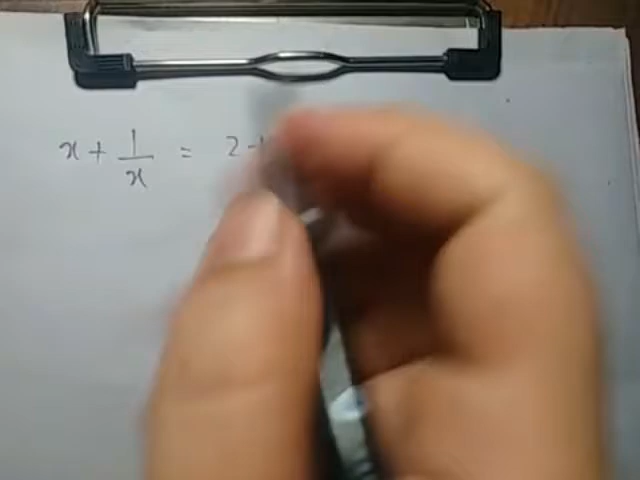 x + 1/x = 2 +